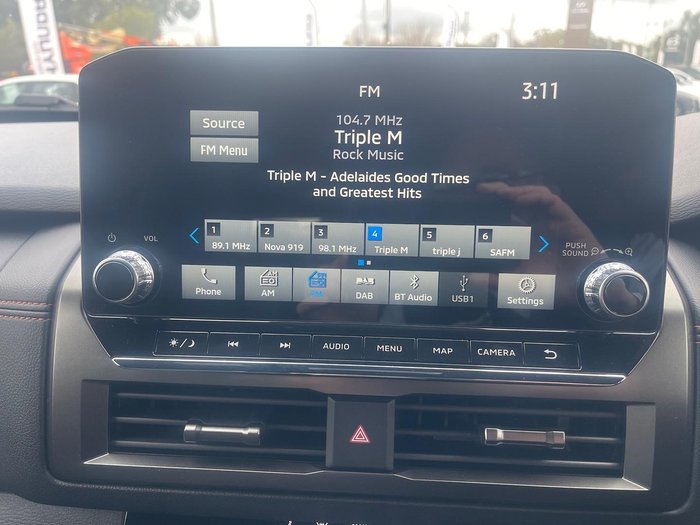 HYUNDAI
FM
3:11
104.7 MHz
Source
Triple M
FM Menu
Rock Music
Triple M - Adelaides Good Times
and Greatest Hits
1 2 3 4 5 6
89.1 MHz Nova 919 98.1 MHz Triple M triple j SAFM
VOL
PUSH
SOUND
Phone AM FM DAB BT Audio USB1 Settings
AUDIO MENU MAP CAMERA